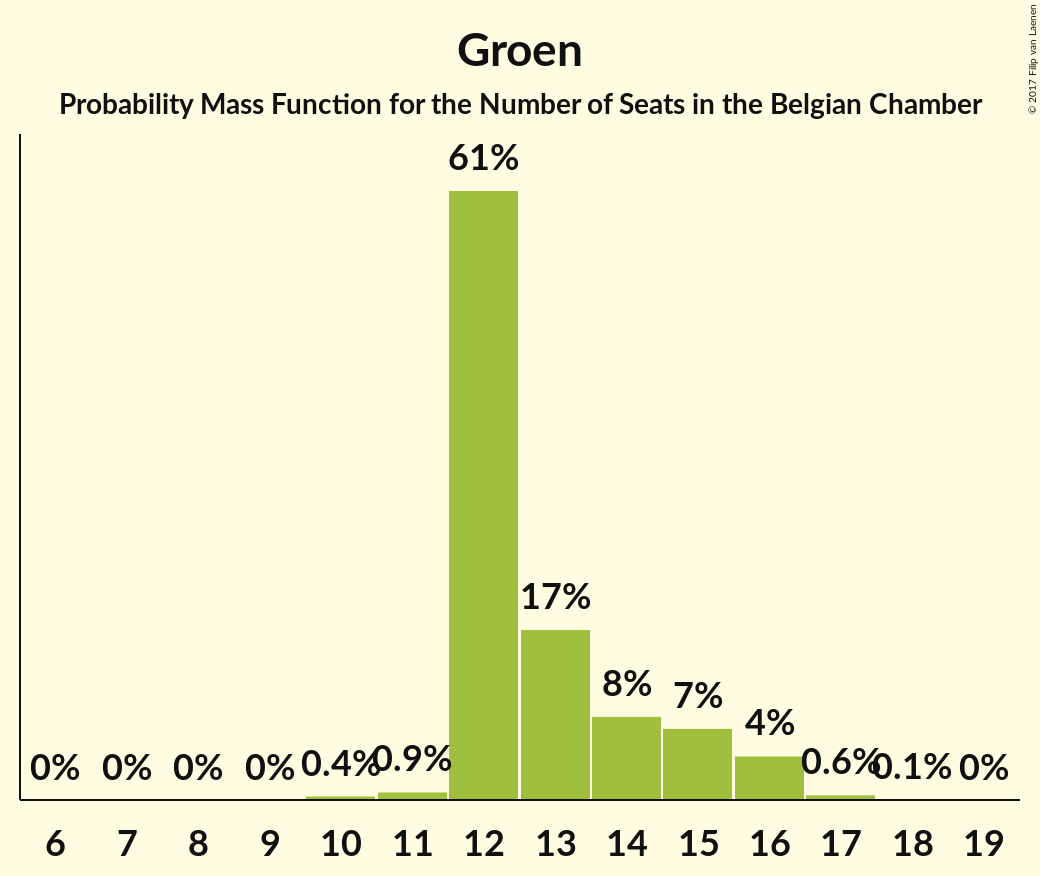 Groen
Probability Mass Function for the Number of Seats in the Belgian Chamber
© 2017 Filip van Laenen
61%
17%
8%
7%
4%
0% 0% 0% 0% 0.4% 0.9% 0.6% 0.1% 0%
6 7 8 9 10 11 12 13 14 15 16 17 18 19